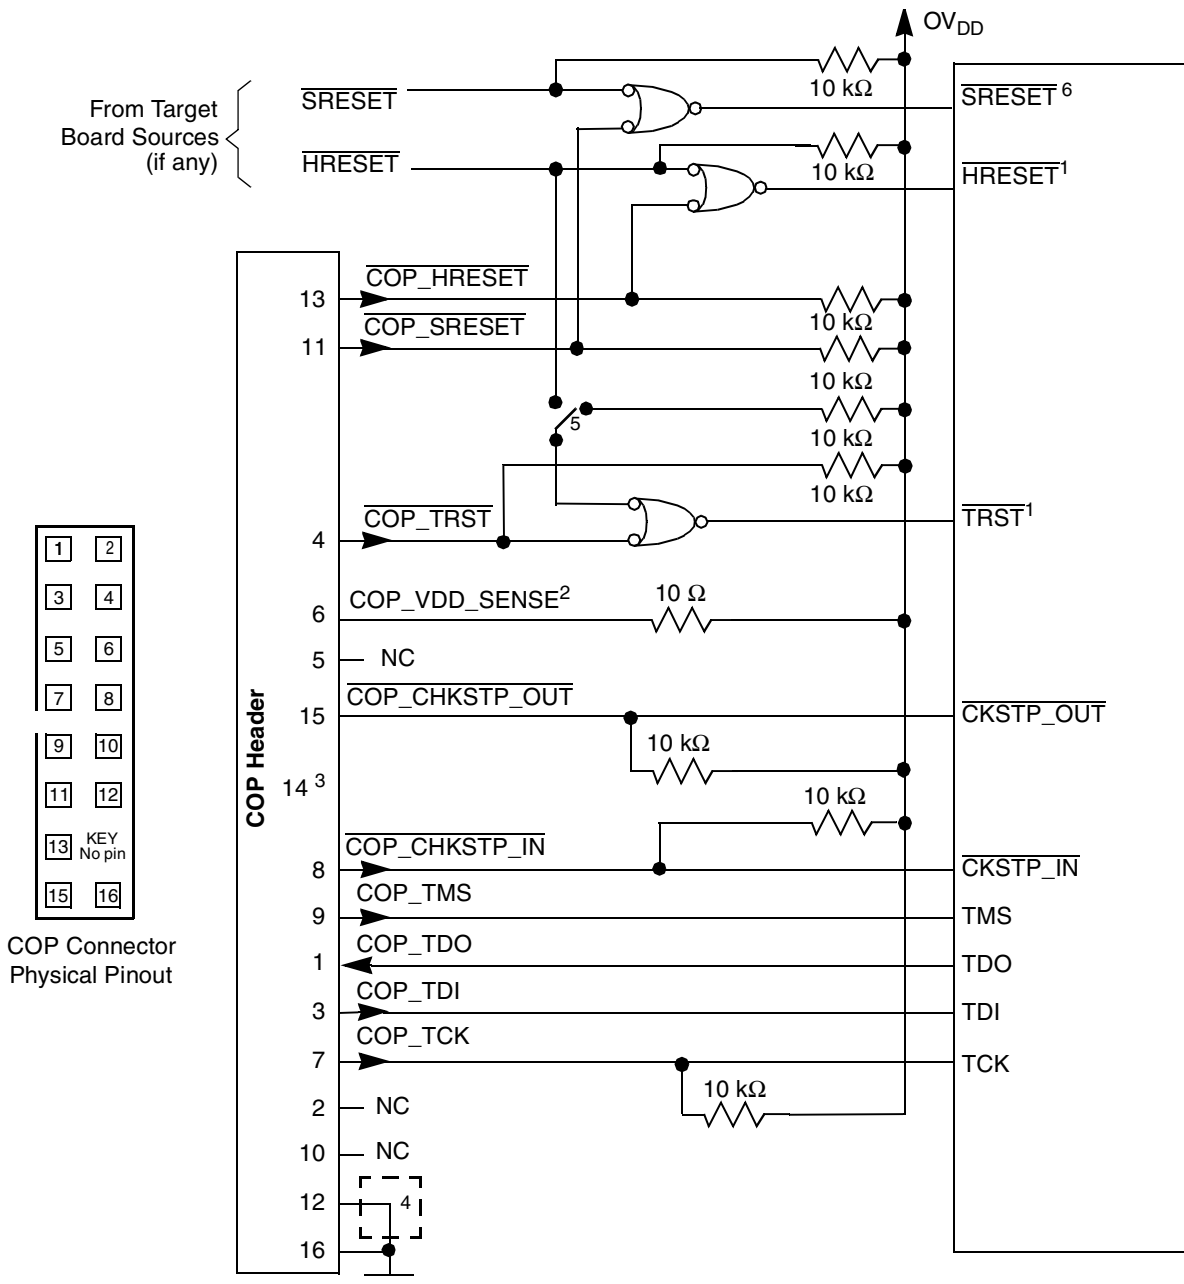 OVDD
10 kΩ
From Target
Board Sources
(if any)
SRESET
SRESET 6
HRESET
10 kΩ
HRESET1
COP_HRESET
13
10 kΩ
COP_SRESET
11
10 kΩ
5
10 kΩ
10 kΩ
COP_TRST
4
TRST1
COP_VDD_SENSE2
10 Ω
6
5
NC
COP_CHKSTP_OUT
15
CKSTP_OUT
10 kΩ
COP Header
14 3
10 kΩ
COP_CHKSTP_IN
8
CKSTP_IN
COP_TMS
9
TMS
COP_TDO
1
TDO
COP_TDI
3
TDI
COP_TCK
7
TCK
10 kΩ
2
NC
10
NC
12
4
16
1 2
3 4
5 6
7 8
9 10
11 12
13 KEY
No pin
15 16
COP Connector
Physical Pinout